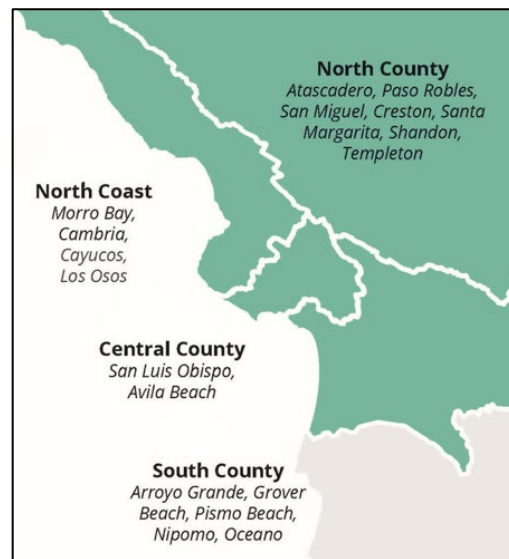 North County
Atascadero, Paso Robles,
San Miguel, Creston, Santa
Margarita, Shandon,
Templeton
North Coast
Morro Bay,
Cambria,
Cayucos,
Los Osos
Central County
San Luis Obispo,
Avila Beach
South County
Arroyo Grande, Grover
Beach, Pismo Beach,
Nipomo, Oceano